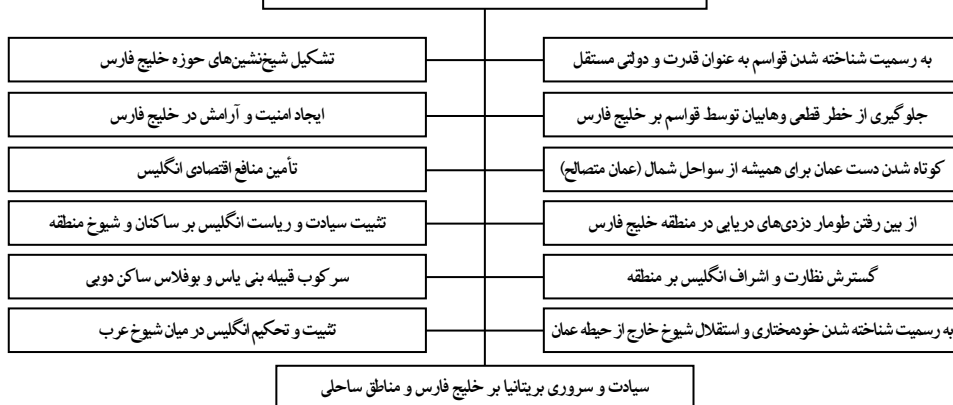 به رسمیت شناخته شدن قواسم به عنوان قدرت و دولتی مستقل
تشکیل شیخ‌نشین‌های حوزه خلیج فارس
جلوگیری از خطر قطعی وهابیان توسط قواسم بر خلیج فارس
ایجاد امنیت و آرامش در خلیج فارس
کوتاه شدن دست عمان برای همیشه از سواحل شمال (عمان متصالح)
تأمین منافع اقتصادی انگلیس
از بین رفتن طومار دزدی‌های دریایی در منطقه خلیج فارس
تثبیت سیادت و ریاست انگلیس بر ساکنان و شیوخ منطقه
گسترش نظارت و اشراف انگلیس بر منطقه
سرکوب قبیله بنی یاس و بوفلاس ساکن دوبی
به رسمیت شناخته شدن خودمختاری و استقلال شیوخ خارج از حیطه عمان
تثبیت و تحکیم انگلیس در میان شیوخ عرب
سیادت و سروری بریتانیا بر خلیج فارس و مناطق ساحلی